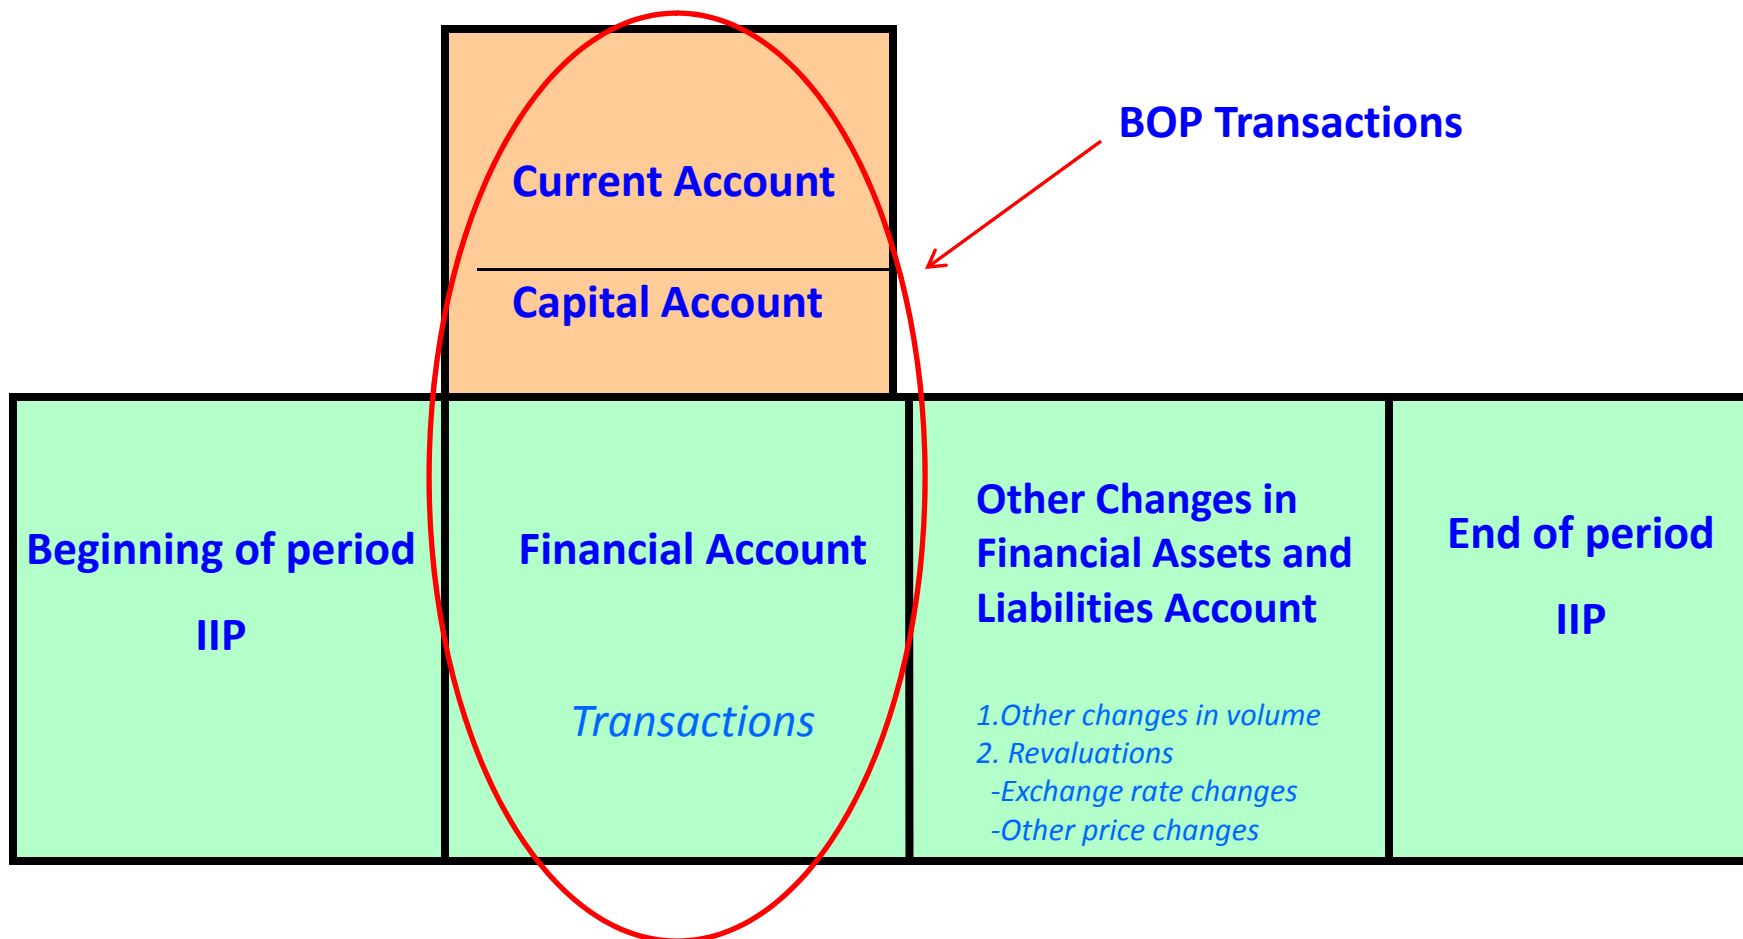 BOP Transactions
Current Account
Capital Account
Beginning of period
IIP
Financial Account
Transactions
Other Changes in
Financial Assets and
Liabilities Account
1.Other changes in volume
2. Revaluations
-Exchange rate changes
-Other price changes
End of period
IIP